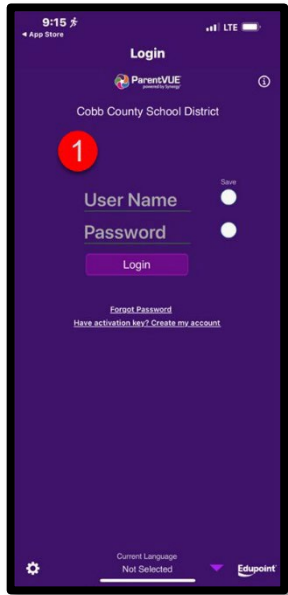 9:15
LTE
App Store
Login
ParentVUE
powered by Synergy
Cobb County School District
1
Save
User Name
Password
Login
Forgot Password
Have activation key? Create my account
Current Language
Not Selected
Edupoint